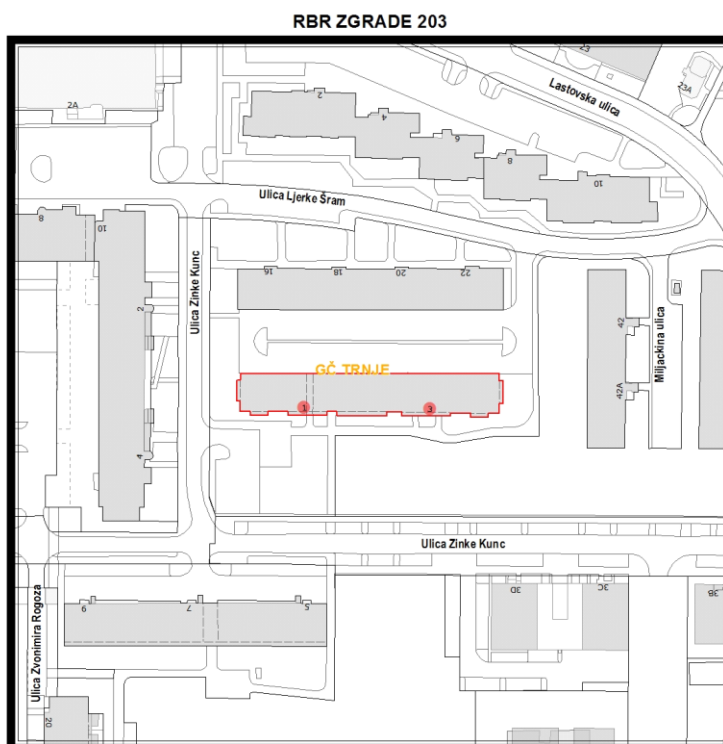 RBR ZGRADE 203
23
2A
23A
Lastovska ulica
2
4
6
8
10
Ulica Ljerke Šram
8
10
Ulica Zinke Kunc
16
18
20
22
2
42
Miljackina ulica
GČ TRNJE
42A
1
3
4
Ulica Zinke Kunc
3D
3C
3B
9
7
5
Ulica Zvonimira Rogoza
20